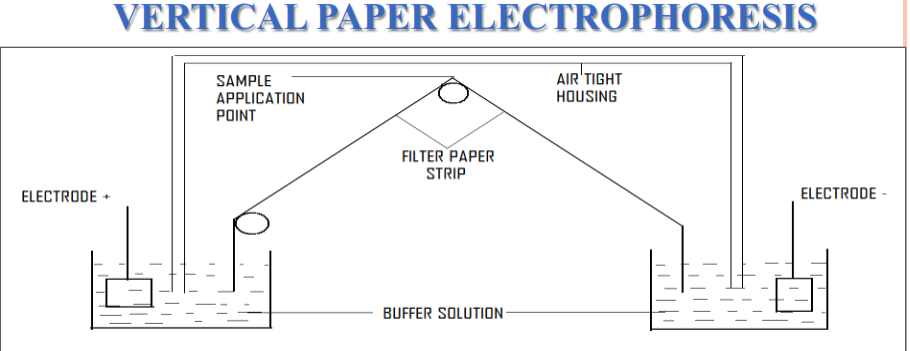 VERTICAL PAPER ELECTROPHORESIS
SAMPLE
APPLICATION
POINT
AIR TIGHT
HOUSING
FILTER PAPER
STRIP
ELECTRODE +
ELECTRODE -
BUFFER SOLUTION